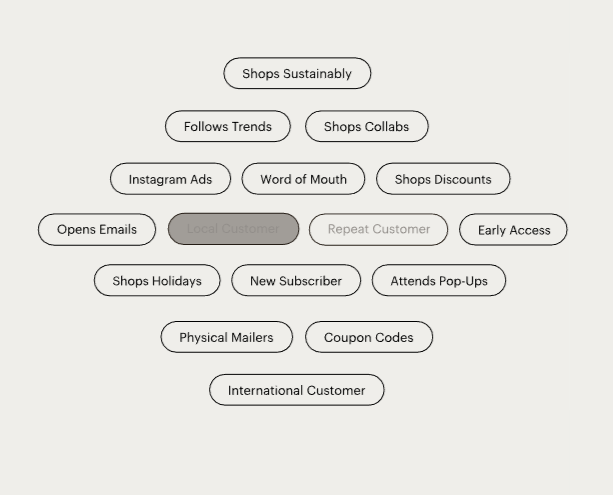 Shops Sustainably
Follows Trends Shops Collabs
Instagram Ads Word of Mouth Shops Discounts
Opens Emails Local Customer Repeat Customer Early Access
Shops Holidays New Subscriber Attends Pop-Ups
Physical Mailers Coupon Codes
International Customer